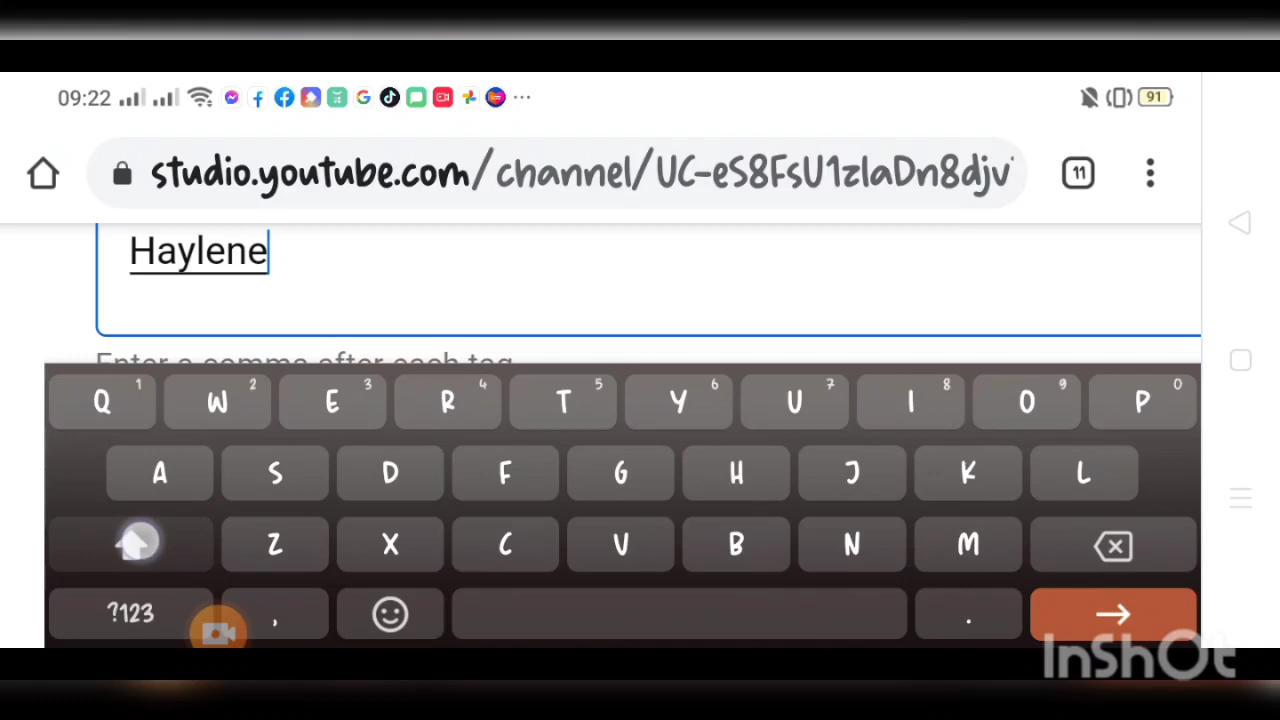 09:22 91
studio.youtube.com/channel/UC-eS8FsU1zlaDn8djv
11
Haylene
Enter a comma after each tag
Q 1 W 2 E 3 R 4 T 5 Y 6 U 7 I 8 O 9 P 0
A S D F G H J K L
Z X C V B N M
?123 , .
InShOt